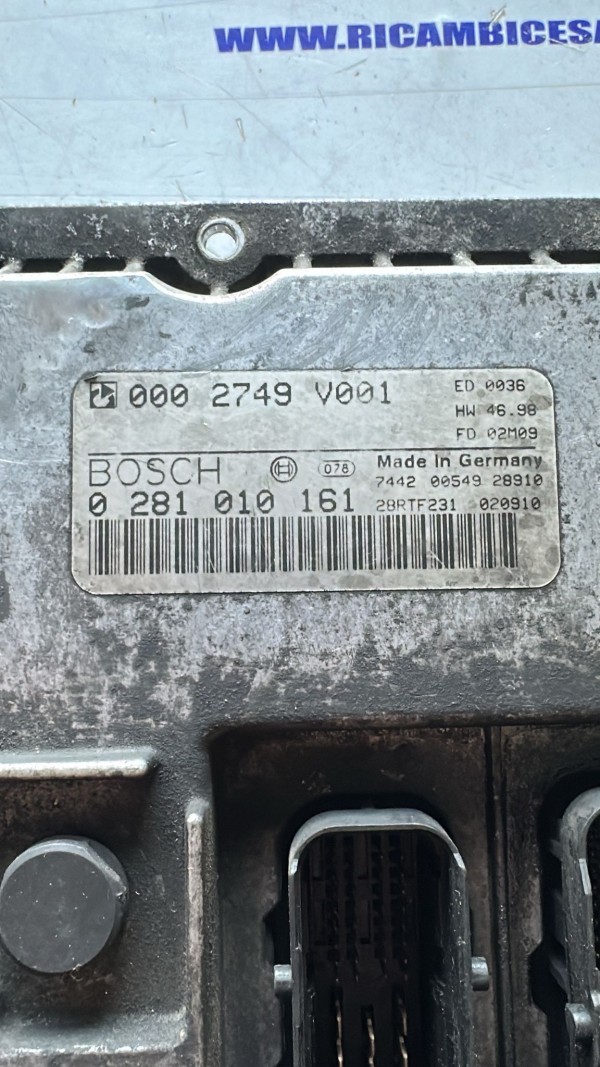 WWW.RICAMBICESA
000 2749 V001
ED 0036
HW 46.98
FD 02M09
BOSCH
078
Made In Germany
7442 00549 28910
0 281 010 161
28RTF231 020910